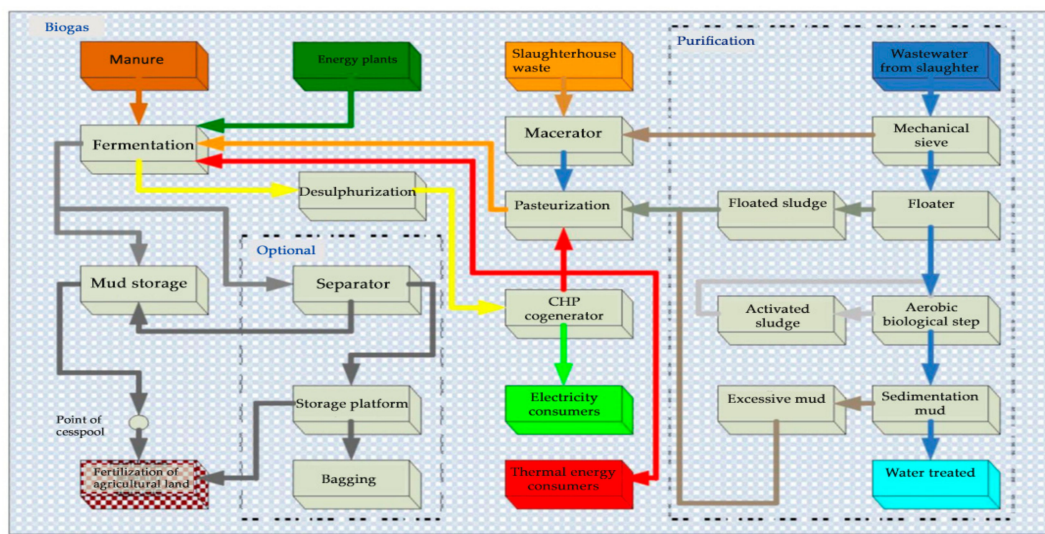 Biogas
Purification
Manure
Energy plants
Slaughterhouse
waste
Wastewater
from slaughter
Fermentation
Macerator
Mechanical
sieve
Desulphurization
Pasteurization
Floated sludge
Floater
Optional
Mud storage
Separator
CHP
cogenerator
Activated
sludge
Aerobic
biological step
Storage platform
Electricity
consumers
Excessive mud
Sedimentation
mud
Point of
cesspool
Fertilization of
agricultural land
Bagging
Thermal energy
consumers
Water treated